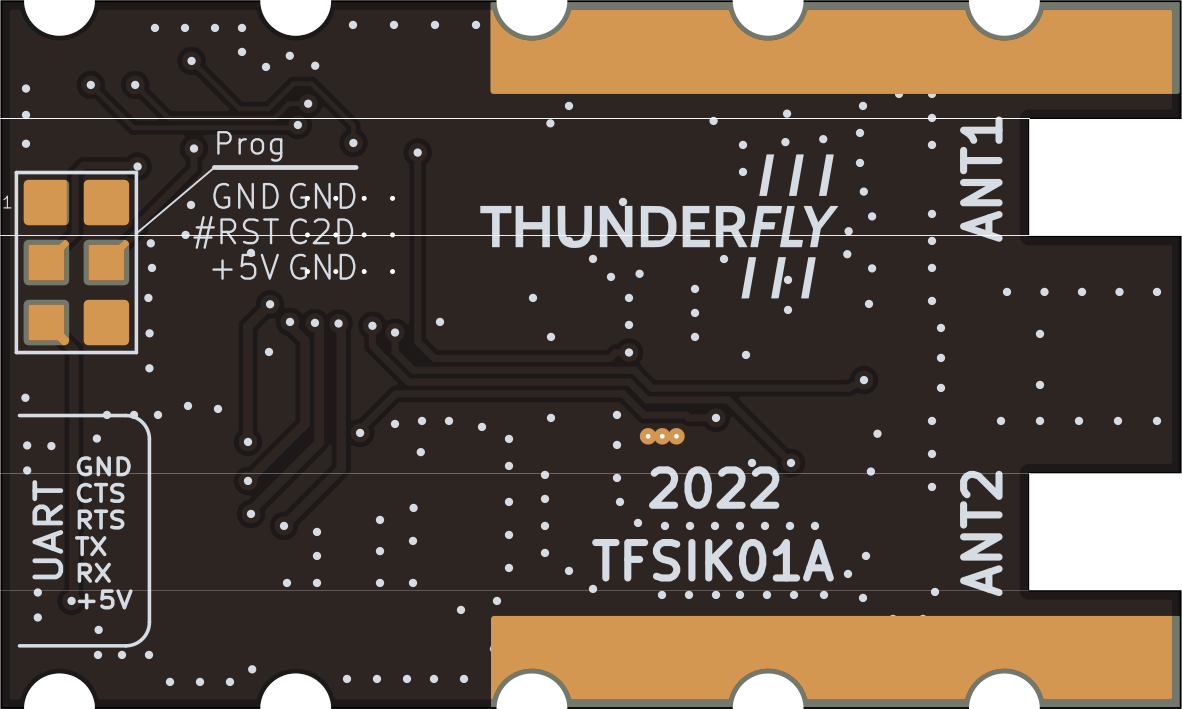 Prog
1
GND GND
#RST C2D
+5V GND
THUNDERFLY
ANT1
UART
GND
CTS
RTS
TX
RX
+5V
2022
TFSIK01A
ANT2